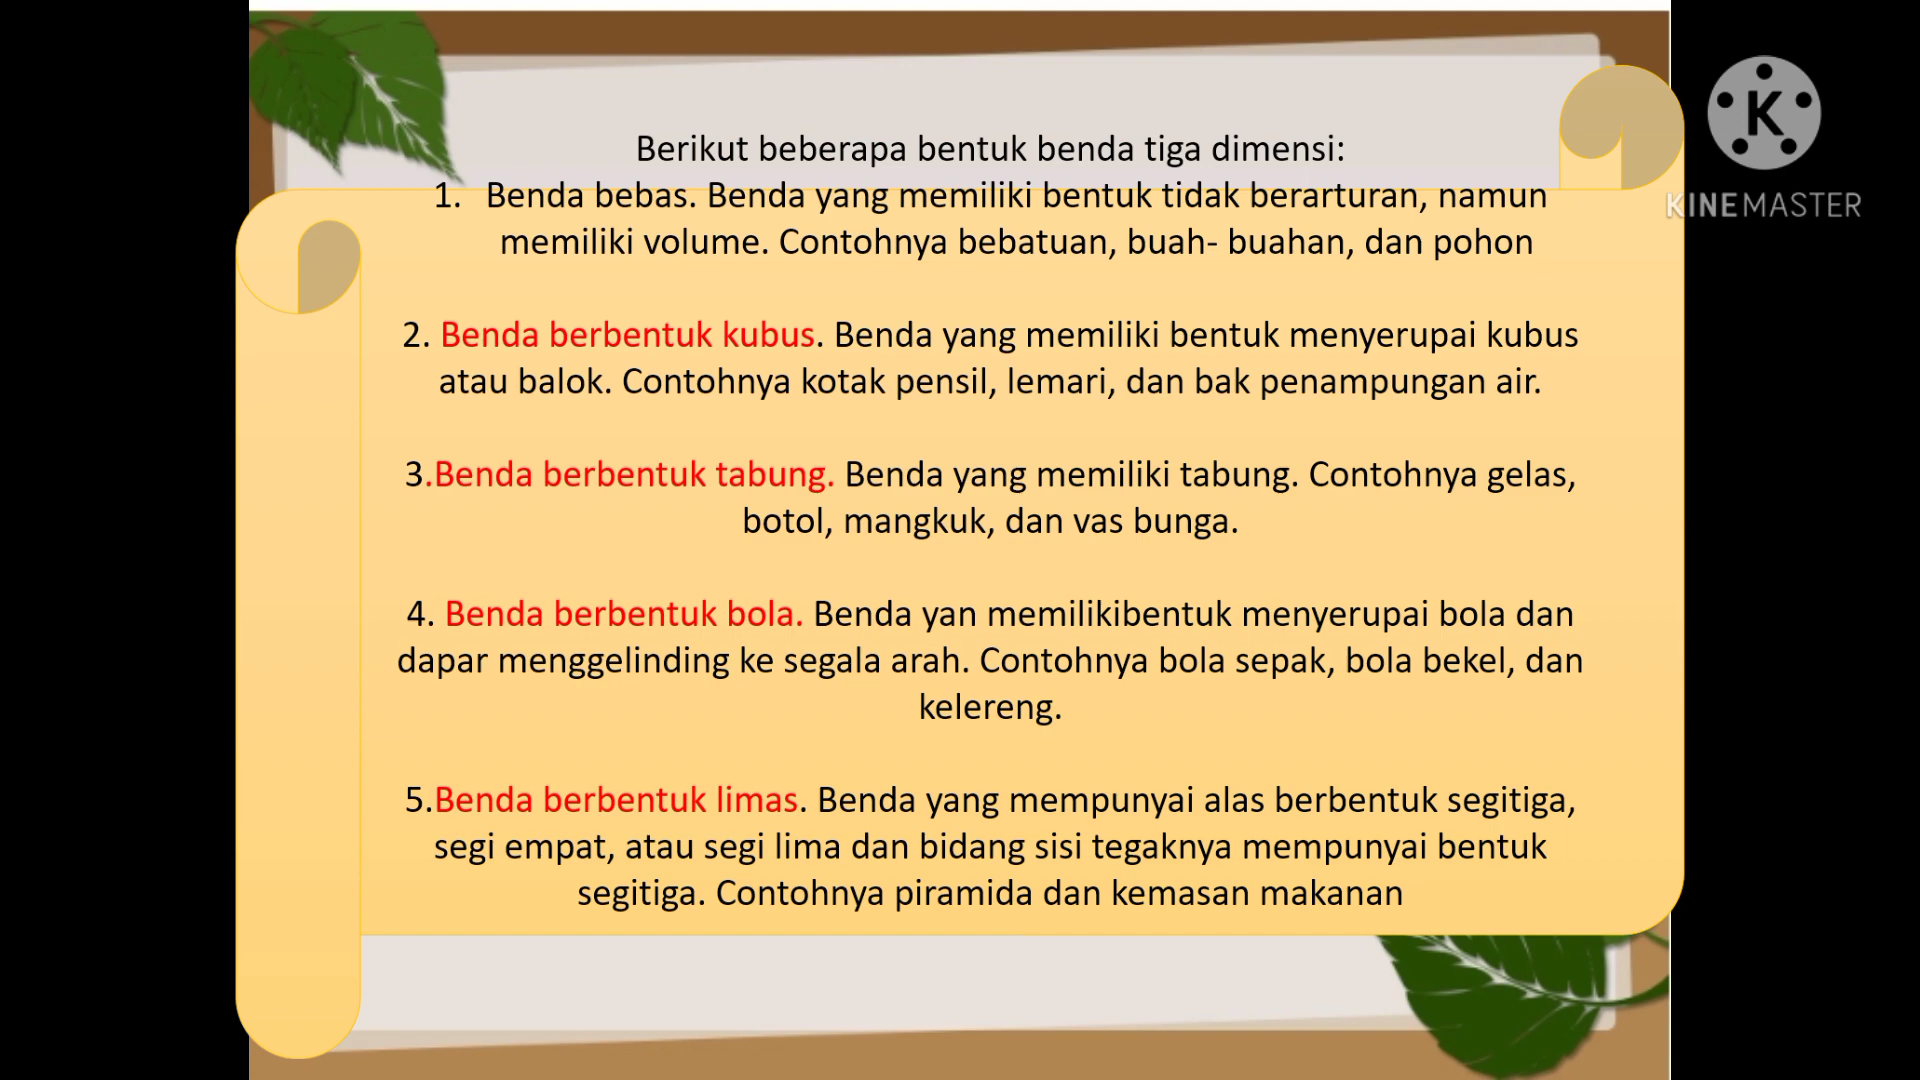 Berikut beberapa bentuk benda tiga dimensi:
1. Benda bebas. Benda yang memiliki bentuk tidak berarturan, namun
memiliki volume. Contohnya bebatuan, buah- buahan, dan pohon
2. Benda berbentuk kubus. Benda yang memiliki bentuk menyerupai kubus
atau balok. Contohnya kotak pensil, lemari, dan bak penampungan air.
3.Benda berbentuk tabung. Benda yang memiliki tabung. Contohnya gelas,
botol, mangkuk, dan vas bunga.
4. Benda berbentuk bola. Benda yan memilikibentuk menyerupai bola dan
dapar menggelinding ke segala arah. Contohnya bola sepak, bola bekel, dan
kelereng.
5.Benda berbentuk limas. Benda yang mempunyai alas berbentuk segitiga,
segi empat, atau segi lima dan bidang sisi tegaknya mempunyai bentuk
segitiga. Contohnya piramida dan kemasan makanan
K
KINEMASTER